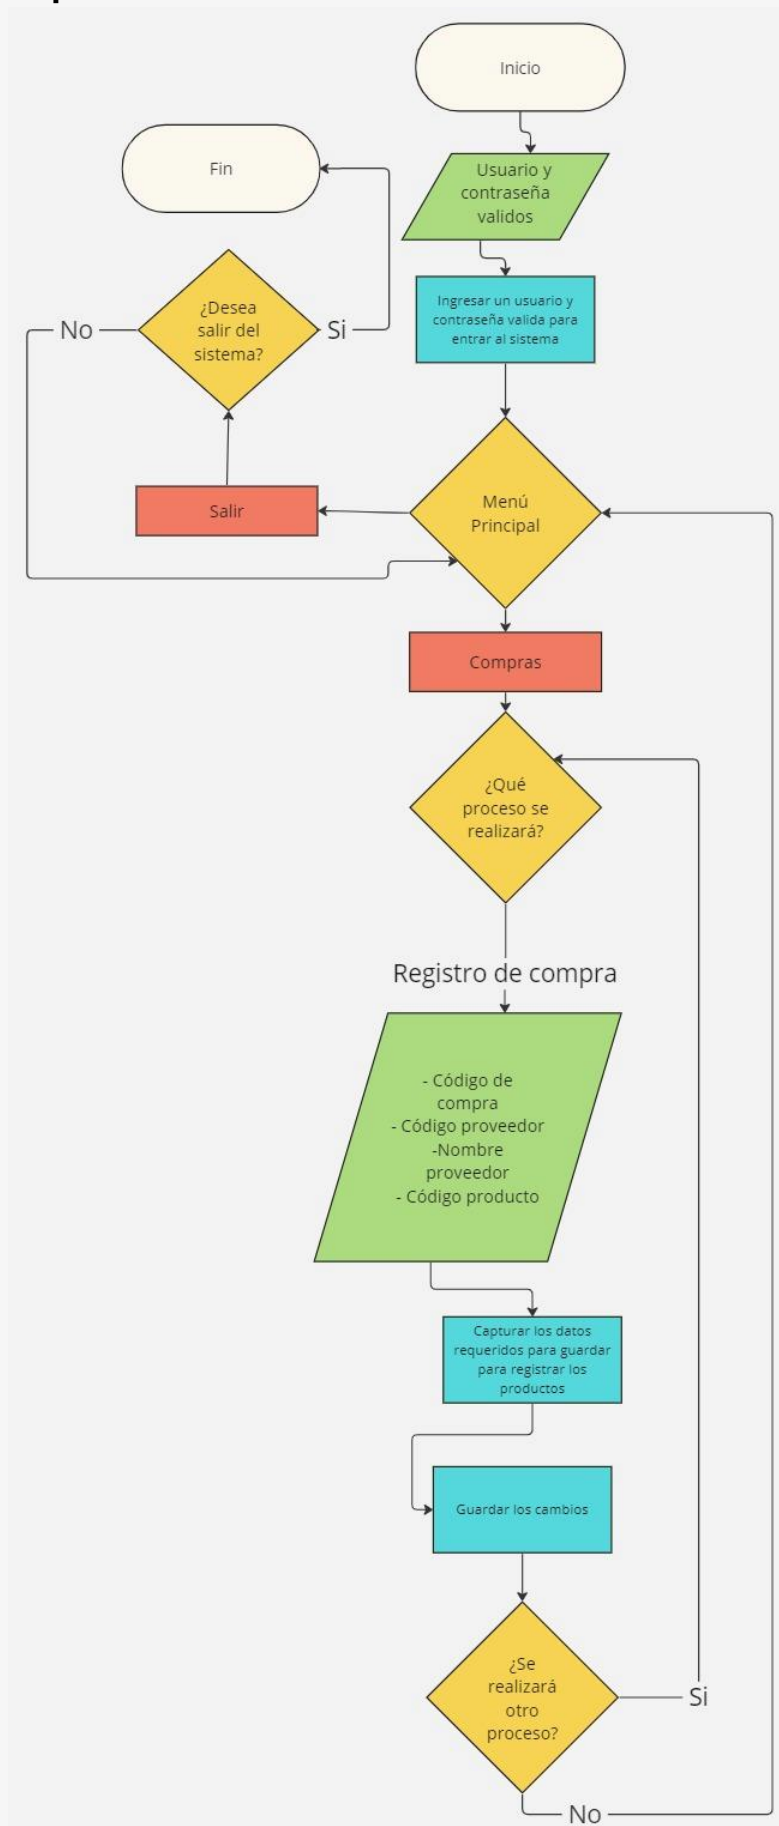 Inicio
Fin
Usuario y
contraseña
validos
¿Desea
salir del
sistema?
No
Si
Ingresar un usuario y
contraseña valida para
entrar al sistema
Menú
Principal
Salir
Compras
¿Qué
proceso se
realizará?
Registro de compra
- Código de
compra
- Código proveedor
-Nombre
proveedor
- Código producto
Capturar los datos
requeridos para guardar
para registrar los
productos
Guardar los cambios
¿Se
realizará
otro
proceso?
Si
No